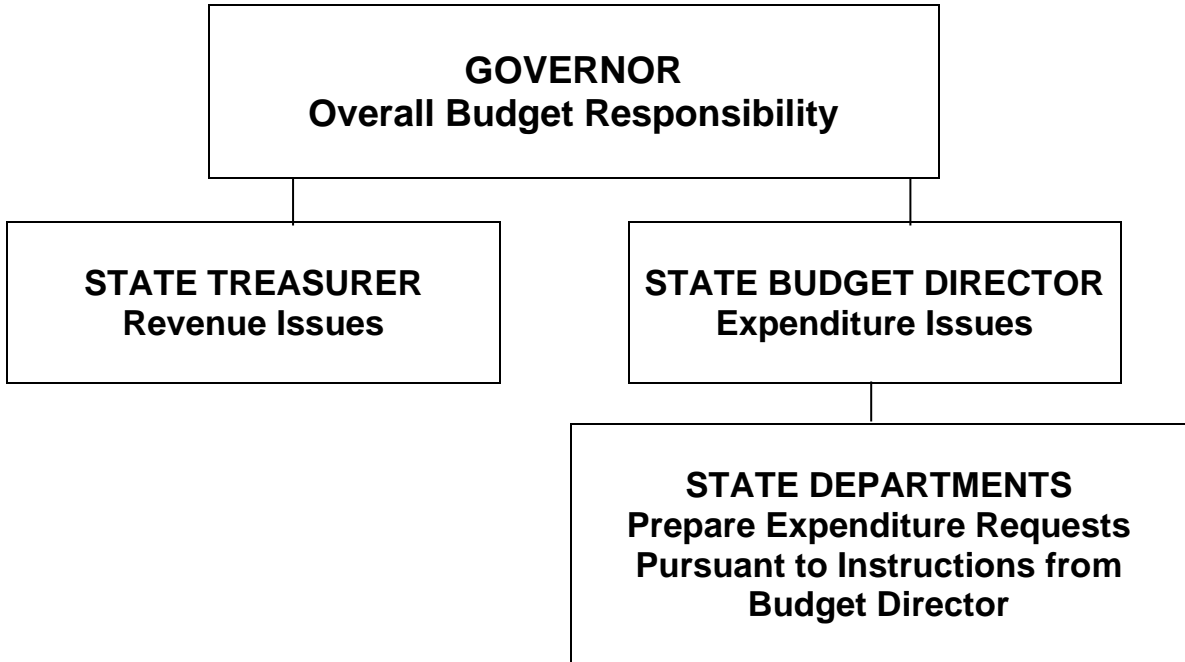 GOVERNOR
Overall Budget Responsibility
STATE TREASURER
Revenue Issues
STATE BUDGET DIRECTOR
Expenditure Issues
STATE DEPARTMENTS
Prepare Expenditure Requests
Pursuant to Instructions from
Budget Director